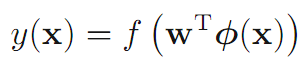 y(𝐱) = f (𝐰ᵀ𝝓(𝐱))